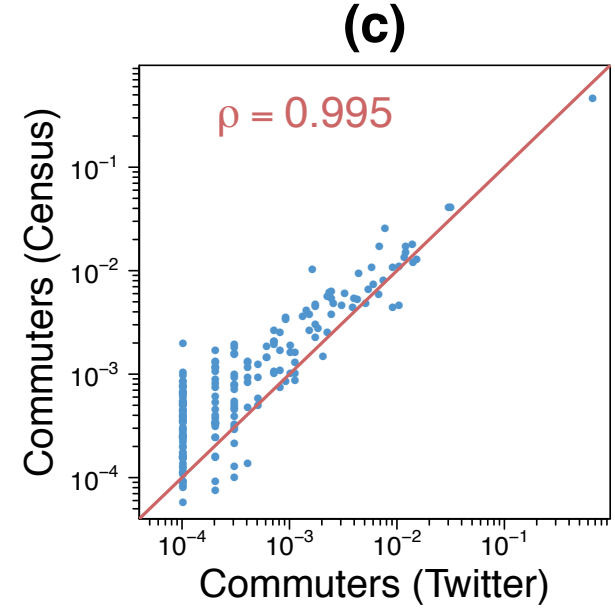 (c)
ρ = 0.995
Commuters (Census)
10⁻¹
10⁻²
10⁻³
10⁻⁴
10⁻⁴ 10⁻³ 10⁻² 10⁻¹
Commuters (Twitter)